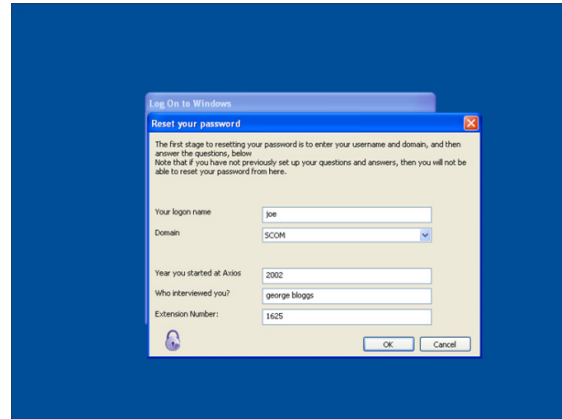 Log On to Windows
Reset your password
The first stage to resetting your password is to enter your username and domain, and then
answer the questions, below
Note that if you have not previously set up your questions and answers, then you will not be
able to reset your password from here.
Your logon name
joe
Domain
SCOM
Year you started at Axios
2002
Who interviewed you?
george bloggs
Extension Number:
1625
OK
Cancel